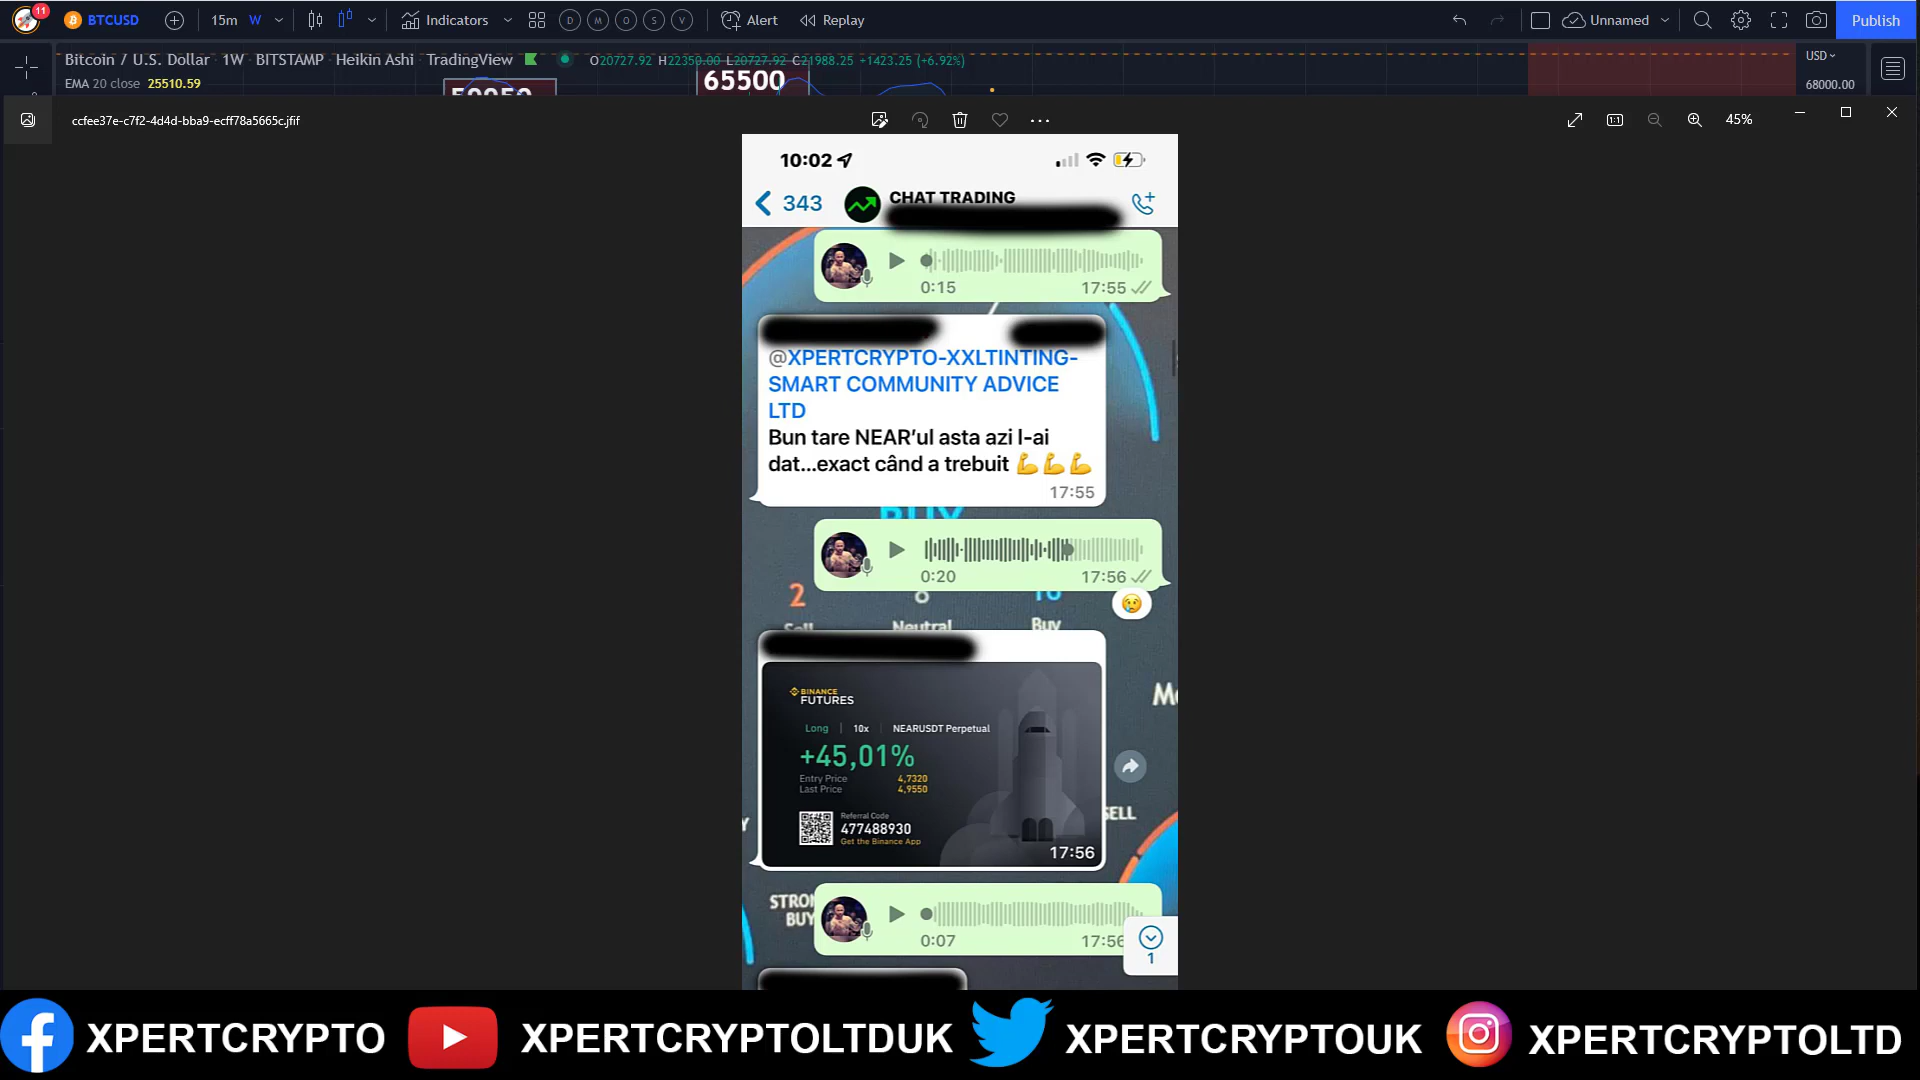 11
BTCUSD
15m W
Indicators
D M O S V
Alert
Replay
Unnamed
Publish
Bitcoin / U.S. Dollar 1W BITSTAMP Heikin Ashi TradingView
O20727.92 H22350.00 L20727.92 C21988.25 +1423.25 (+6.92%)
USD
EMA 20 close 25510.59
65500
68000.00
ccfee37e-c7f2-4d4d-bba9-ecff78a5665c.jfif
45%
10:02
343
CHAT TRADING
0:15 17:55
@XPERTCRYPTO-XXLTINTING-
SMART COMMUNITY ADVICE
LTD
Bun tare NEAR'ul asta azi l-ai
dat...exact când a trebuit 💪💪💪
17:55
BUY
0:20 17:56
2
Sell
Neutral
Buy
BINANCE
FUTURES
Long | 10x | NEARUSDT Perpetual
+45,01%
Entry Price 4,7320
Last Price 4,9550
Referral Code
477488930
Get the Binance App
17:56
SELL
STRON
BUY
0:07 17:56
1
XPERTCRYPTO
XPERTCRYPTOLTDUK
XPERTCRYPTOUK
XPERTCRYPTOLTD